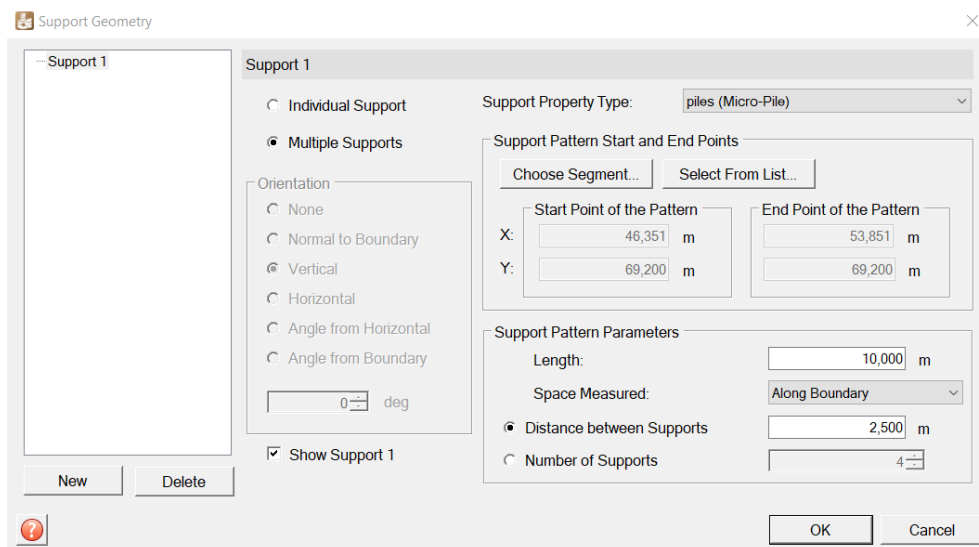 Support Geometry
Support 1
Support 1
Individual Support
Multiple Supports
Support Property Type: piles (Micro-Pile)
Support Pattern Start and End Points
Choose Segment... Select From List...
Orientation
None
Normal to Boundary
Vertical
Horizontal
Angle from Horizontal
Angle from Boundary
0 deg
Start Point of the Pattern End Point of the Pattern
X: 46,351 m 53,851 m
Y: 69,200 m 69,200 m
Support Pattern Parameters
Length: 10,000 m
Space Measured: Along Boundary
Distance between Supports 2,500 m
Number of Supports 4
Show Support 1
New Delete
? OK Cancel